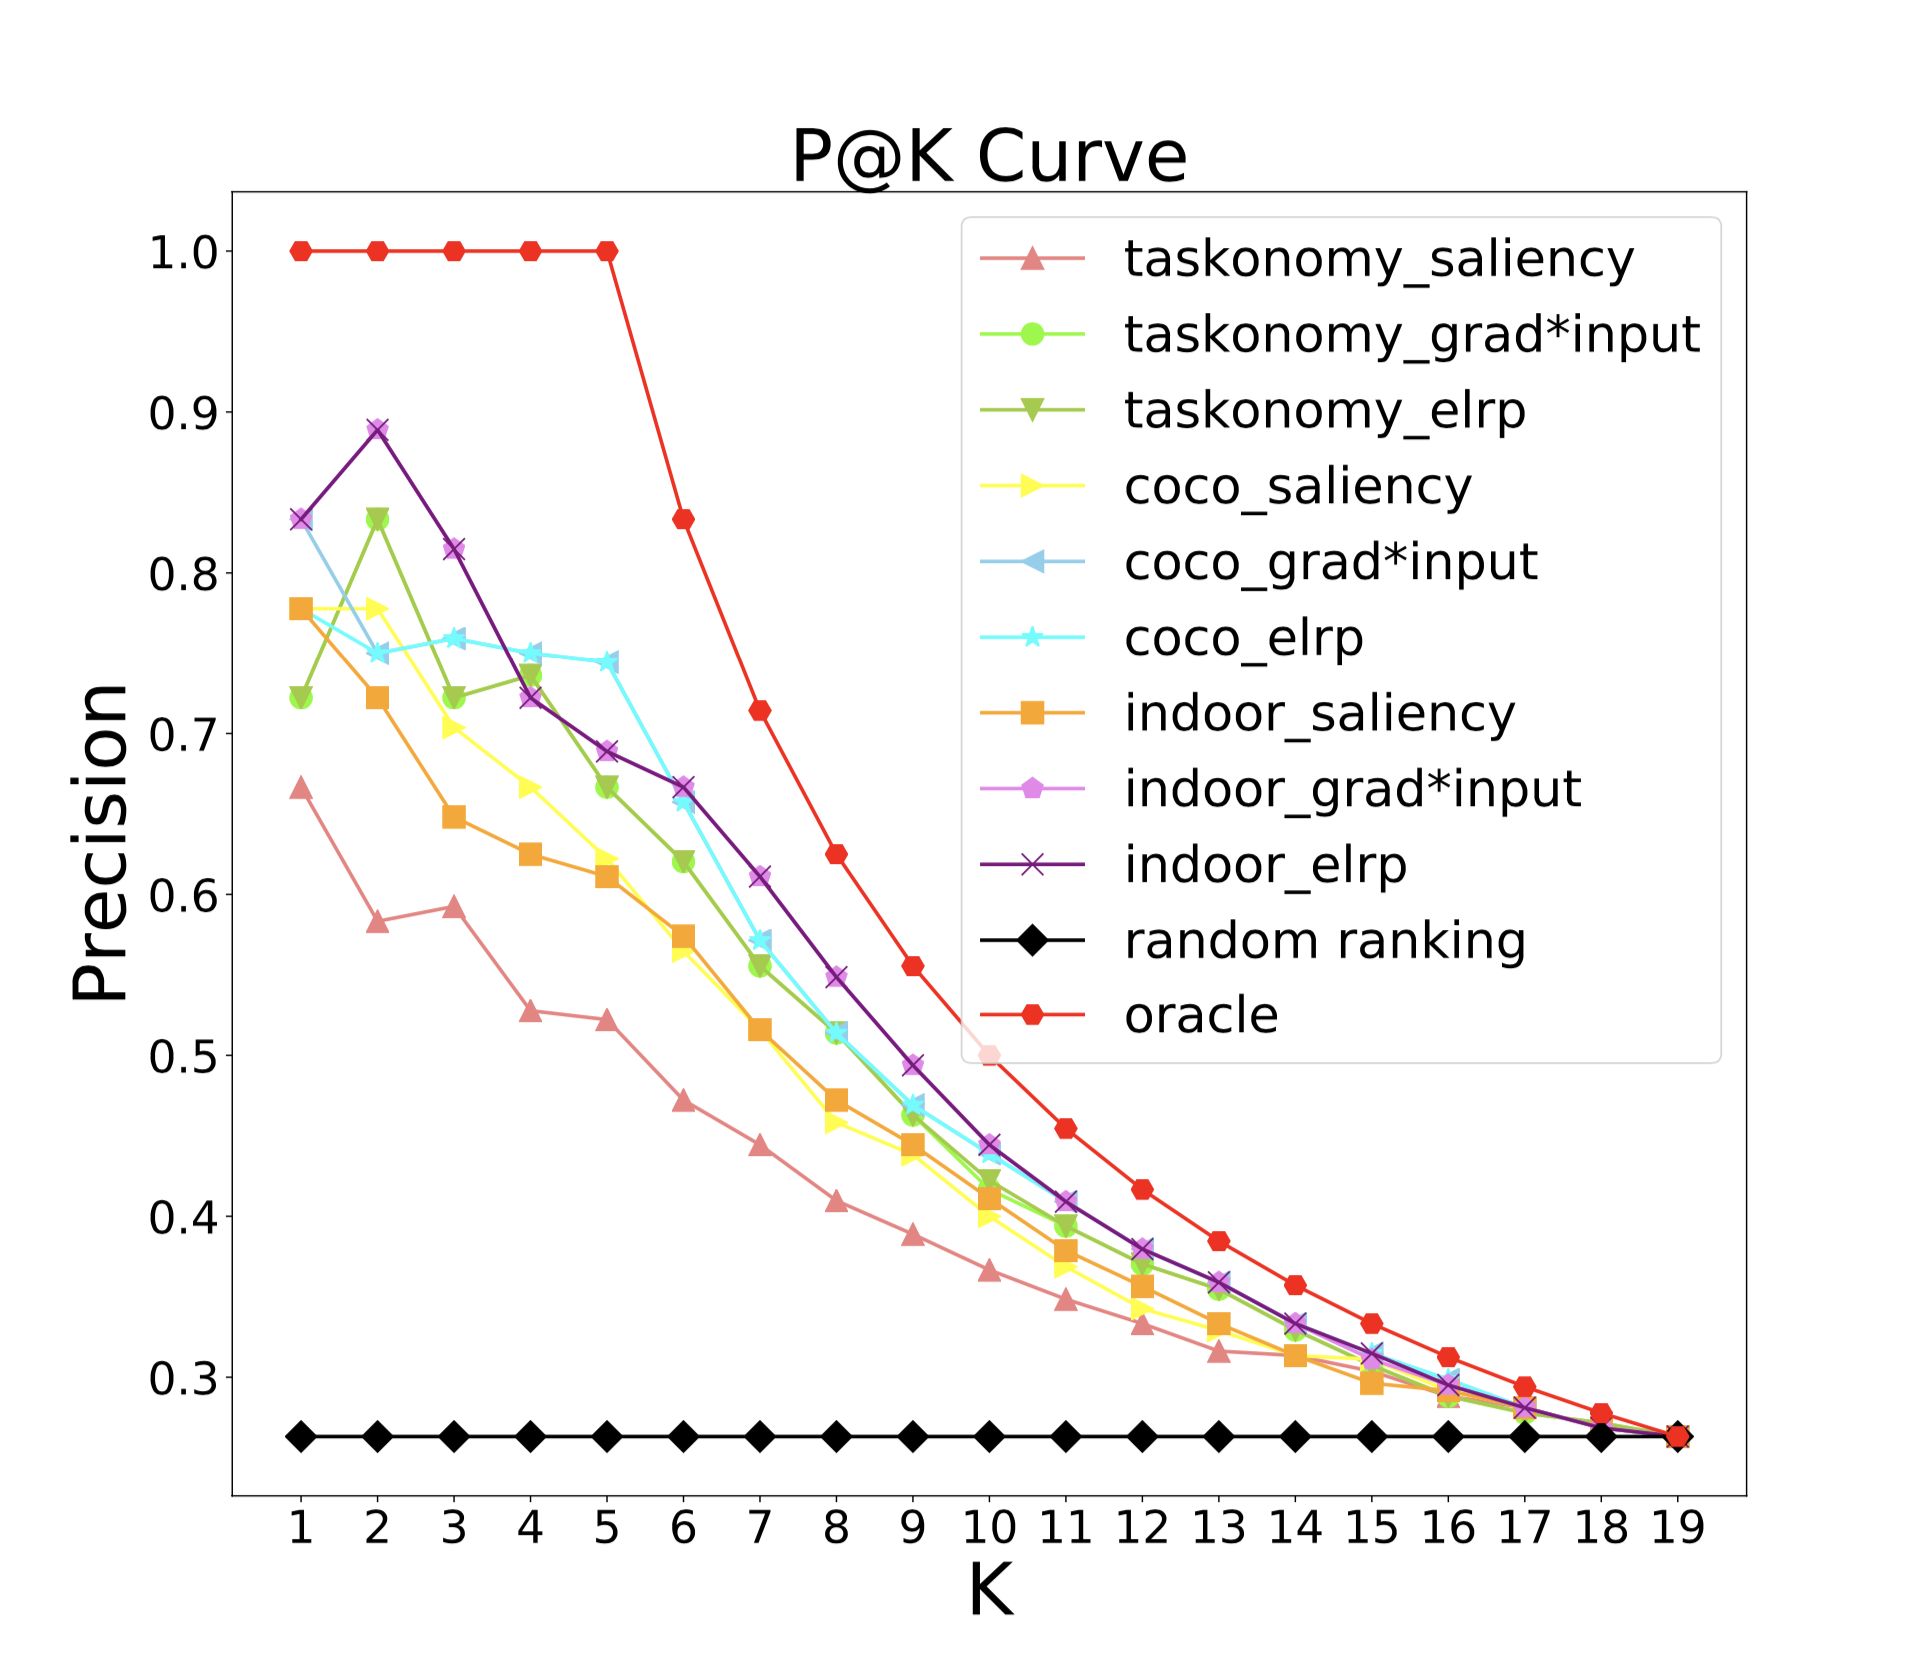 P@K Curve
Precision
1.0
0.9
0.8
0.7
0.6
0.5
0.4
0.3
taskonomy_saliency
taskonomy_grad*input
taskonomy_elrp
coco_saliency
coco_grad*input
coco_elrp
indoor_saliency
indoor_grad*input
indoor_elrp
random ranking
oracle
1 2 3 4 5 6 7 8 9 10 11 12 13 14 15 16 17 18 19
K